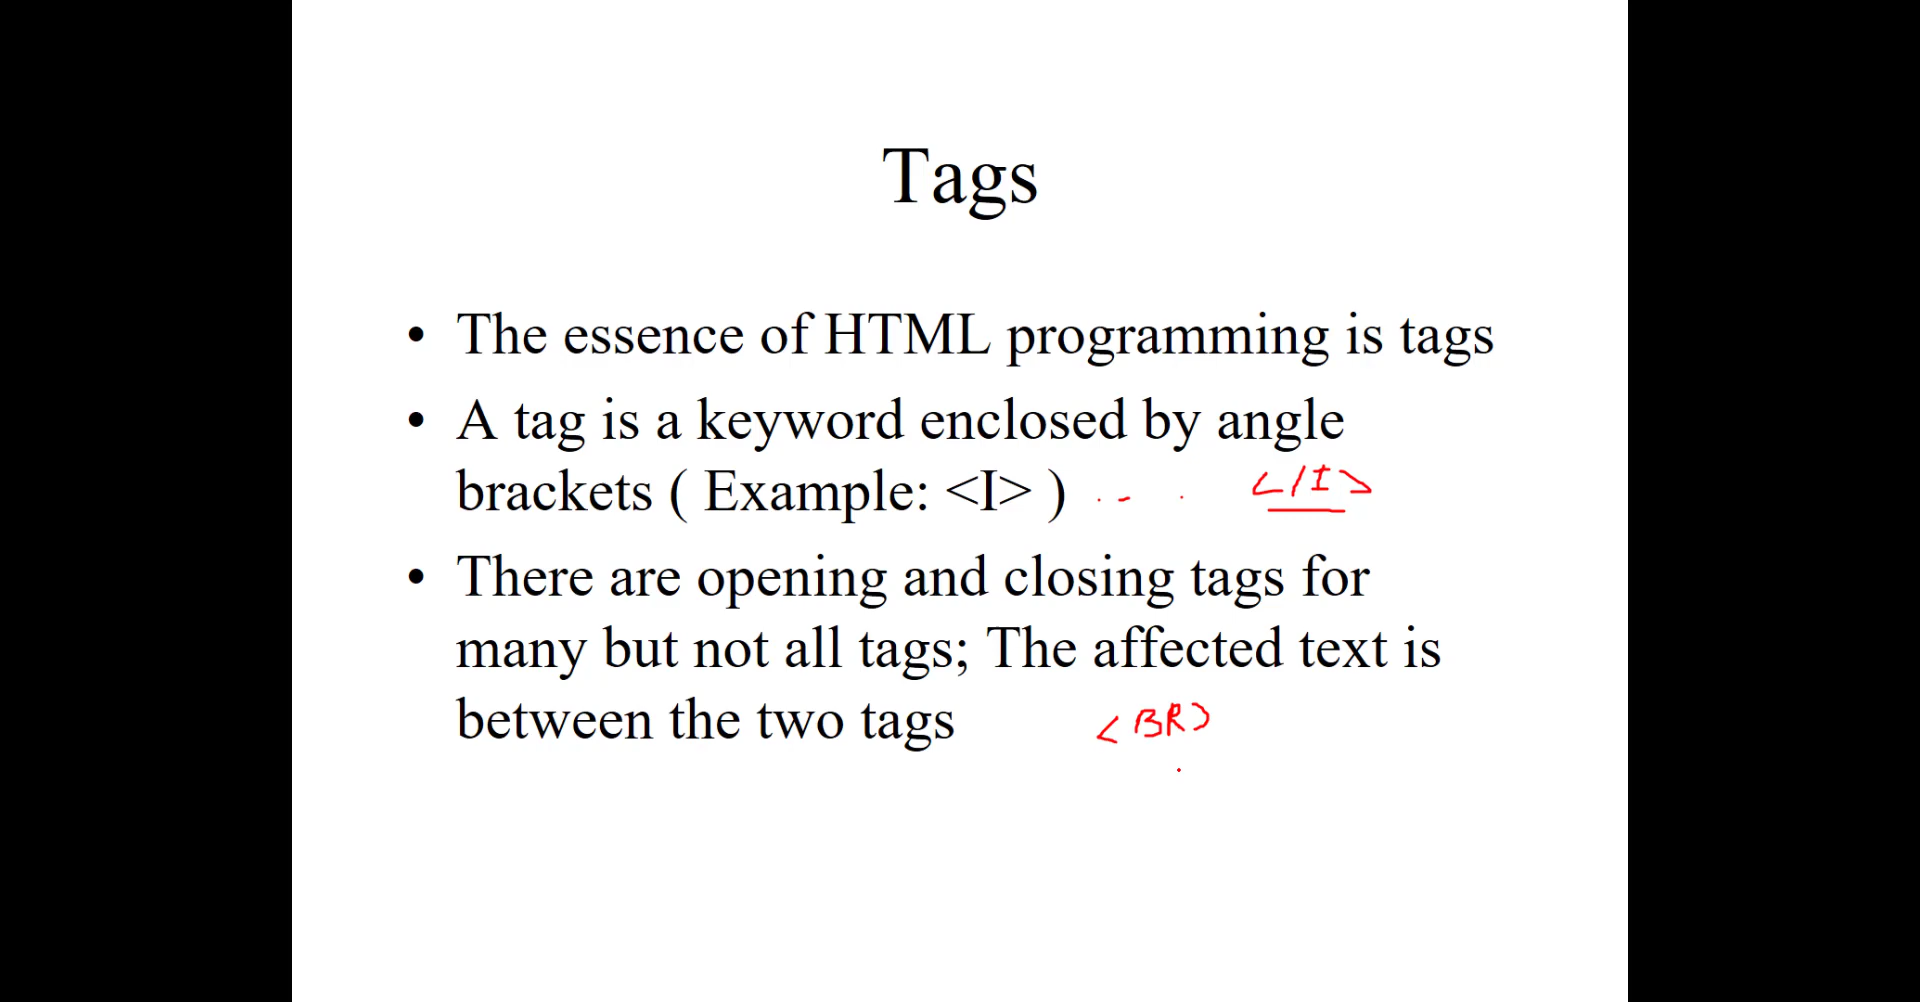 Tags
• The essence of HTML programming is tags
• A tag is a keyword enclosed by angle
brackets ( Example: <I> ) </I>
• There are opening and closing tags for
many but not all tags; The affected text is
between the two tags <BR>